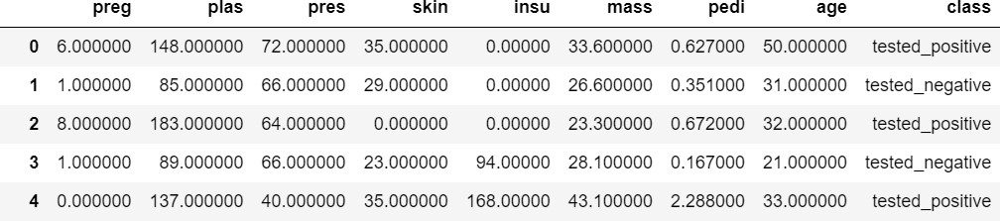 preg plas pres skin insu mass pedi age class
0 6.000000 148.000000 72.000000 35.000000 0.00000 33.600000 0.627000 50.000000 tested_positive
1 1.000000 85.000000 66.000000 29.000000 0.00000 26.600000 0.351000 31.000000 tested_negative
2 8.000000 183.000000 64.000000 0.000000 0.00000 23.300000 0.672000 32.000000 tested_positive
3 1.000000 89.000000 66.000000 23.000000 94.00000 28.100000 0.167000 21.000000 tested_negative
4 0.000000 137.000000 40.000000 35.000000 168.00000 43.100000 2.288000 33.000000 tested_positive